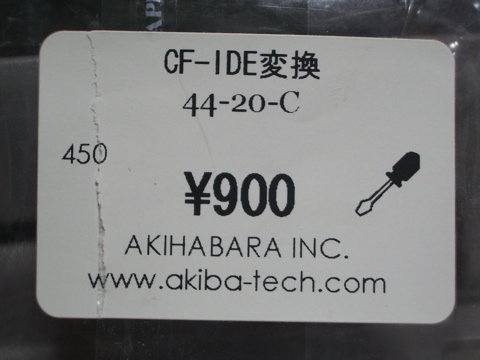 CF-IDE変換
44-20-C
450
¥900
AKIHABARA INC.
www.akiba-tech.com